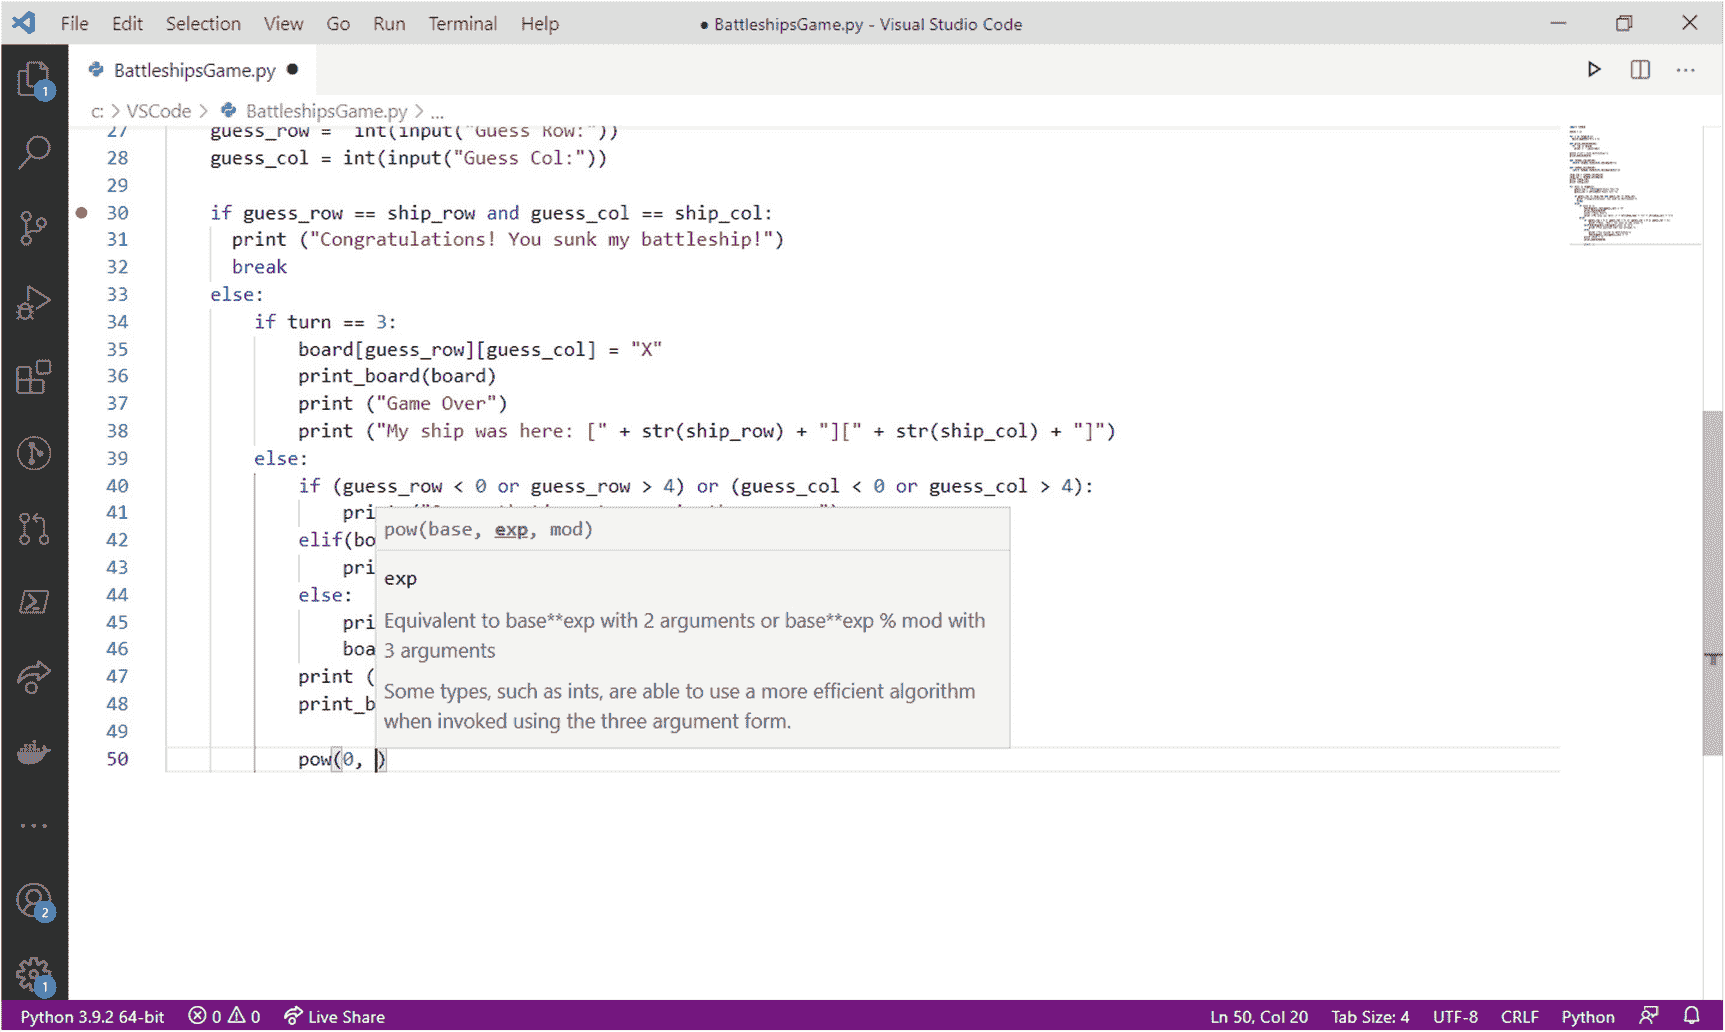 File Edit Selection View Go Run Terminal Help ● BattleshipsGame.py - Visual Studio Code
BattleshipsGame.py ●
c: > VSCode > BattleshipsGame.py > ...
27 guess_row = int(input("Guess Row:"))
28 guess_col = int(input("Guess Col:"))
29
30 if guess_row == ship_row and guess_col == ship_col:
31 print ("Congratulations! You sunk my battleship!")
32 break
33 else:
34 if turn == 3:
35 board[guess_row][guess_col] = "X"
36 print_board(board)
37 print ("Game Over")
38 print ("My ship was here: [" + str(ship_row) + "][" + str(ship_col) + "]")
39 else:
40 if (guess_row < 0 or guess_row > 4) or (guess_col < 0 or guess_col > 4):
41 pri
pow(base, exp, mod)
42 elif(bo
43 pri
exp
44 else:
45 pri
Equivalent to base**exp with 2 arguments or base**exp % mod with
46 boa
3 arguments
47 print (
Some types, such as ints, are able to use a more efficient algorithm
48 print_b
when invoked using the three argument form.
49
50 pow(0, )
1
2
1
Python 3.9.2 64-bit 0 0 Live Share Ln 50, Col 20 Tab Size: 4 UTF-8 CRLF Python